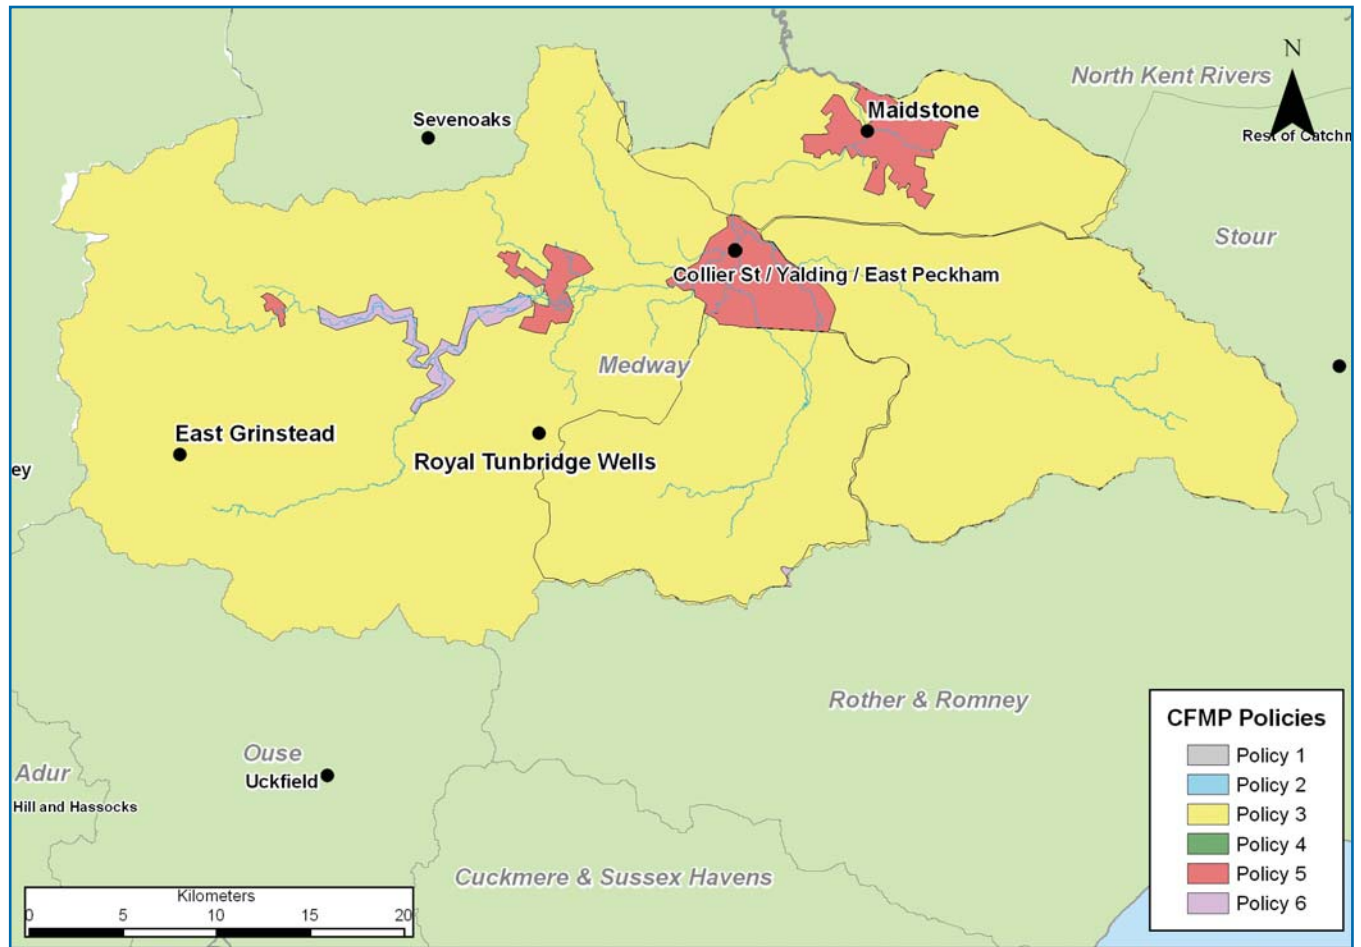 N
North Kent Rivers
Maidstone
Sevenoaks
Rest of Catchm
Stour
Collier St / Yalding / East Peckham
Medway
East Grinstead
Royal Tunbridge Wells
ey
Rother & Romney
Ouse
Uckfield
Adur
Hill and Hassocks
Cuckmere & Sussex Havens
CFMP Policies
Policy 1
Policy 2
Policy 3
Policy 4
Policy 5
Policy 6
Kilometers
0 5 10 15 20